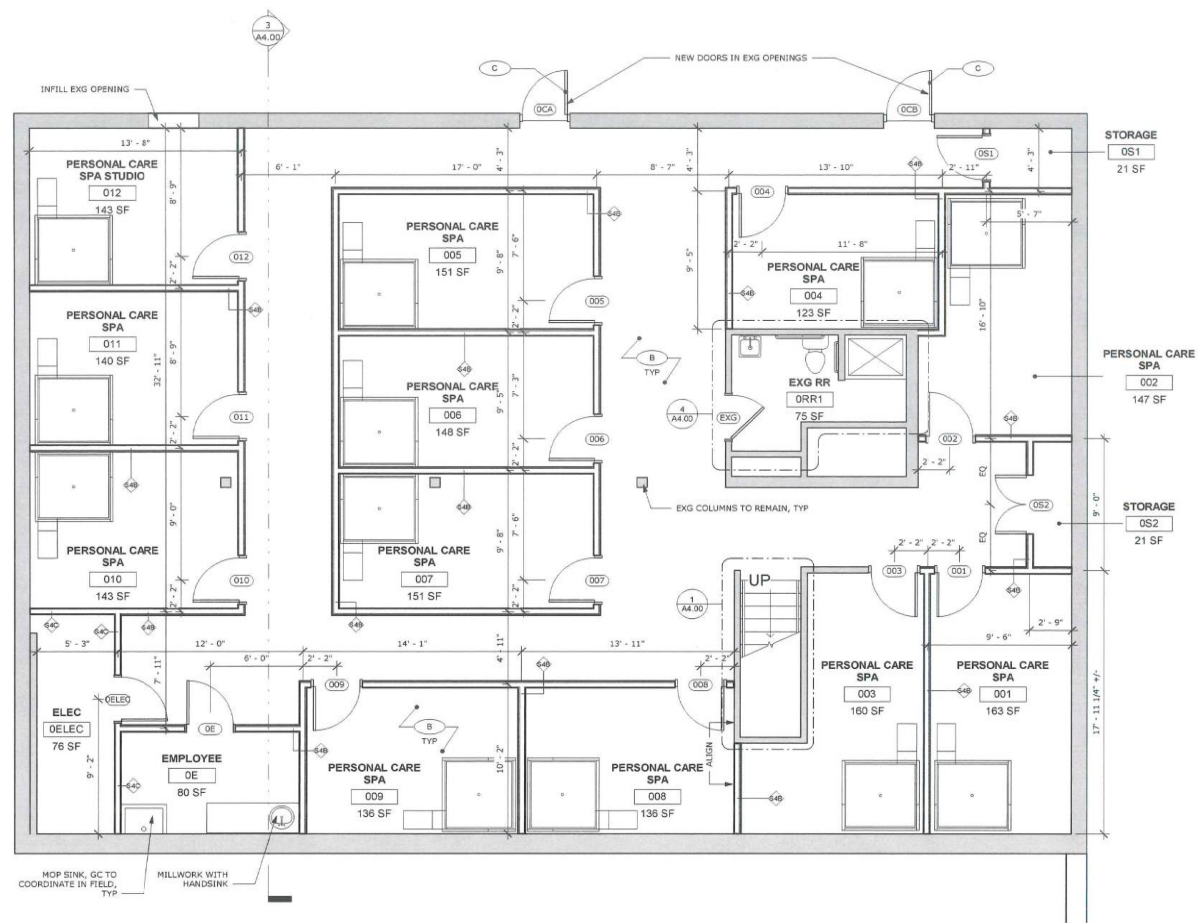 3
A4.00
NEW DOORS IN EXG OPENINGS
C
C
INFILL EXG OPENING
0CA
0CB
13' - 8"
6' - 1"
17' - 0"
4' - 3"
8' - 7"
4' - 3"
13' - 10"
2' - 11"
4' - 3"
0S1
S4B
STORAGE
0S1
21 SF
PERSONAL CARE
SPA STUDIO
012
143 SF
8' - 9"
2' - 2"
012
S4B
PERSONAL CARE
SPA
005
151 SF
9' - 8"
7' - 6"
2' - 2"
005
S4B
S4B
004
2' - 2"
11' - 8"
9' - 5"
PERSONAL CARE
SPA
004
123 SF
S4B
5' - 7"
16' - 10"
PERSONAL CARE
SPA
011
140 SF
32' - 11"
8' - 9"
2' - 2"
011
PERSONAL CARE
SPA
006
148 SF
9' - 5"
7' - 3"
2' - 2"
006
B
TYP
4
A4.00
EXG
EXG RR
0RR1
75 SF
PERSONAL CARE
SPA
002
147 SF
S4B
002
2' - 2"
S4B
9' - 0"
PERSONAL CARE
SPA
010
143 SF
2' - 2"
010
S4B
PERSONAL CARE
SPA
007
151 SF
9' - 8"
7' - 6"
2' - 2"
007
S4B
EXG COLUMNS TO REMAIN, TYP
EQ
EQ
0S2
9' - 0"
STORAGE
0S2
21 SF
2' - 2"
2' - 2"
003
001
S4B
UP
1
A4.00
S4C
S4C
S4B
5' - 3"
12' - 0"
14' - 1"
4' - 11"
13' - 11"
2' - 9"
9' - 6"
6' - 0"
2' - 2"
2' - 2"
7' - 11"
S4B
009
008
0ELEC
0E
ELEC
0ELEC
76 SF
9' - 2"
S4C
EMPLOYEE
0E
80 SF
S4B
B
TYP
PERSONAL CARE
SPA
009
136 SF
10' - 2"
PERSONAL CARE
SPA
008
136 SF
ALIGN
S4B
PERSONAL CARE
SPA
003
160 SF
S4B
PERSONAL CARE
SPA
001
163 SF
17' - 11 1/4" +/-
MOP SINK, GC TO
COORDINATE IN FIELD,
TYP
MILLWORK WITH
HANDSINK